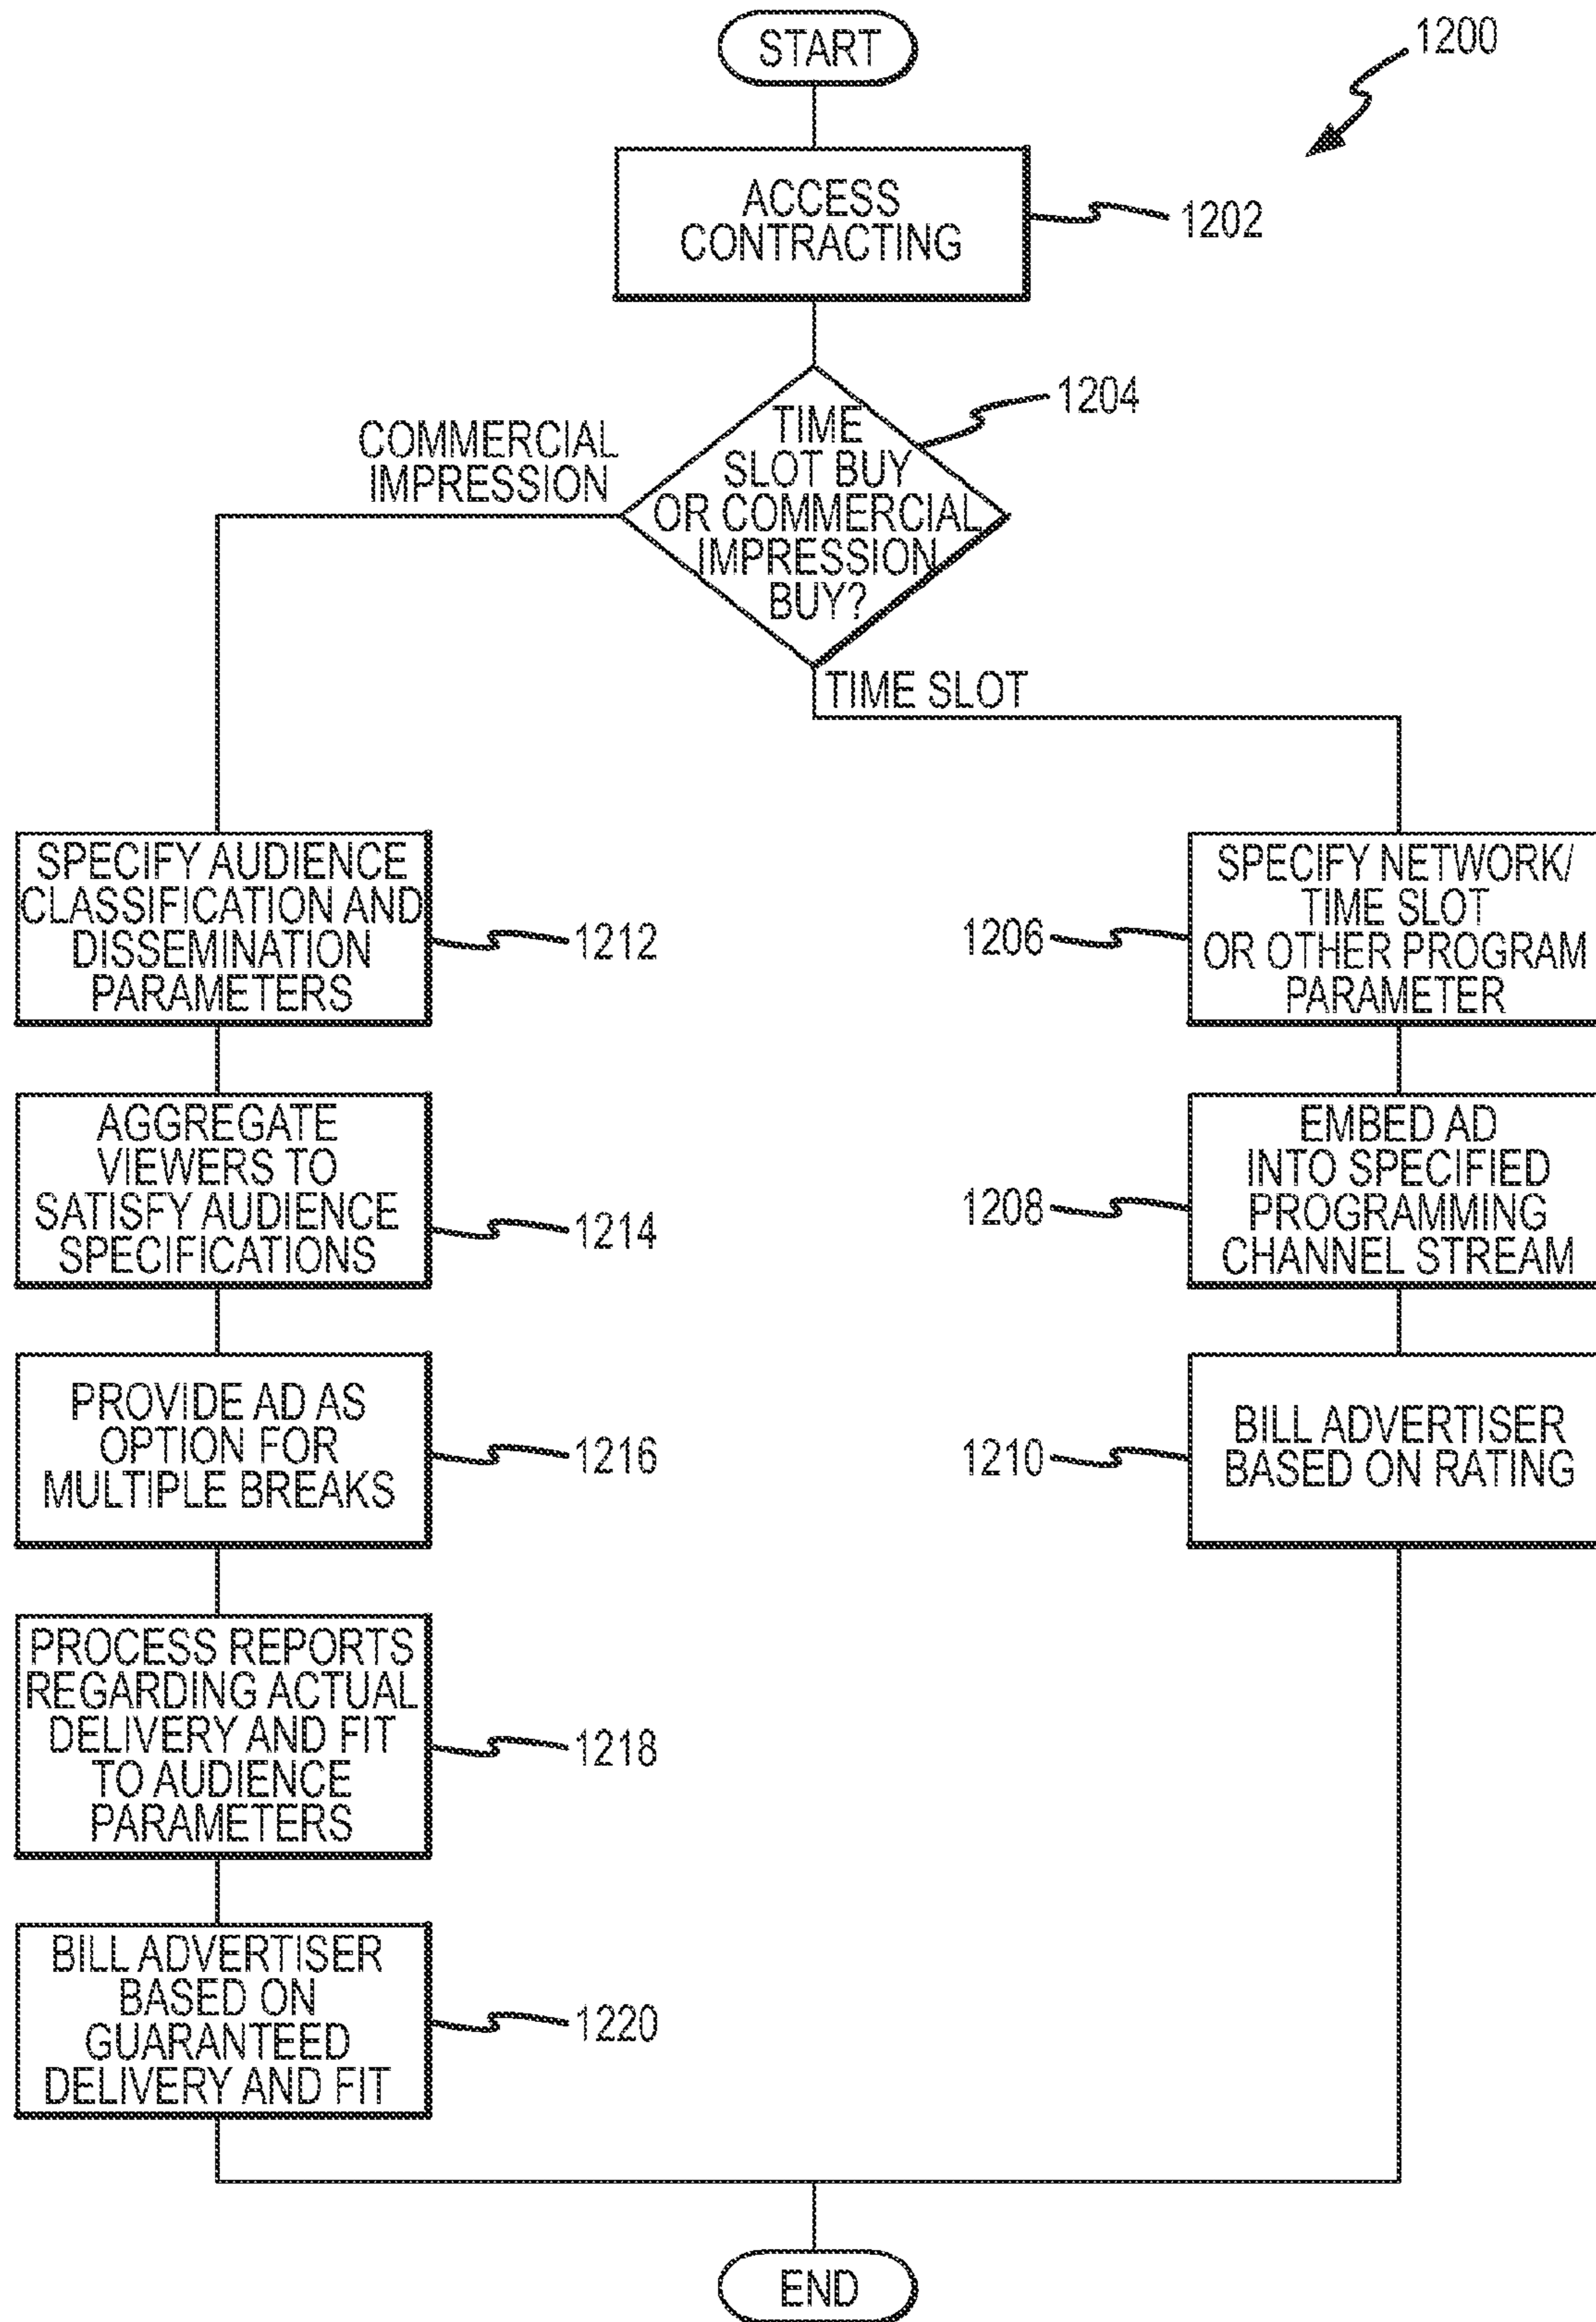 START
1200
ACCESS
CONTRACTING
1202
TIME
SLOT BUY
OR COMMERCIAL
IMPRESSION
BUY?
1204
COMMERCIAL
IMPRESSION
TIME SLOT
SPECIFY AUDIENCE
CLASSIFICATION AND
DISSEMINATION
PARAMETERS
1212
AGGREGATE
VIEWERS TO
SATISFY AUDIENCE
SPECIFICATIONS
1214
PROVIDE AD AS
OPTION FOR
MULTIPLE BREAKS
1216
PROCESS REPORTS
REGARDING ACTUAL
DELIVERY AND FIT
TO AUDIENCE
PARAMETERS
1218
BILL ADVERTISER
BASED ON
GUARANTEED
DELIVERY AND FIT
1220
SPECIFY NETWORK/
TIME SLOT
OR OTHER PROGRAM
PARAMETER
1206
EMBED AD
INTO SPECIFIED
PROGRAMMING
CHANNEL STREAM
1208
BILL ADVERTISER
BASED ON RATING
1210
END